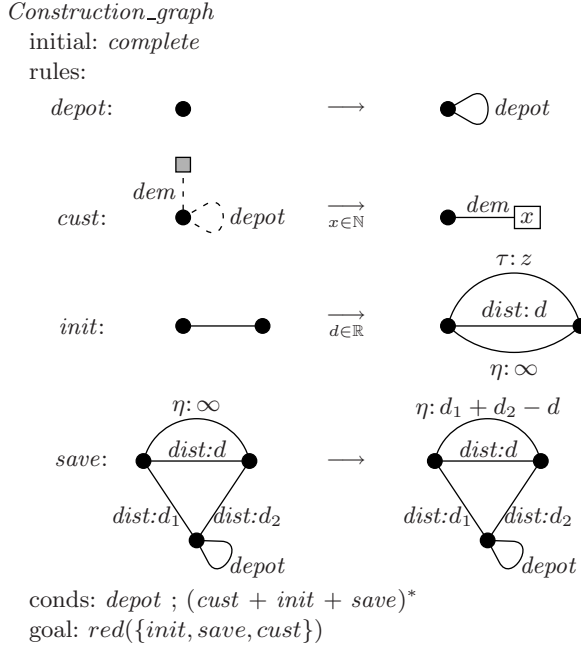 Construction_graph
initial: complete
rules:
depot: ⟶ depot
dem
cust: depot ⟶ x∈ℕ dem x
τ: z
init: ⟶ d∈ℝ dist: d
η: ∞
η: ∞ η: d₁ + d₂ − d
save: dist:d ⟶ dist:d
dist:d₁ dist:d₂ dist:d₁ dist:d₂
depot depot
conds: depot ; (cust + init + save)*
goal: red({init, save, cust})